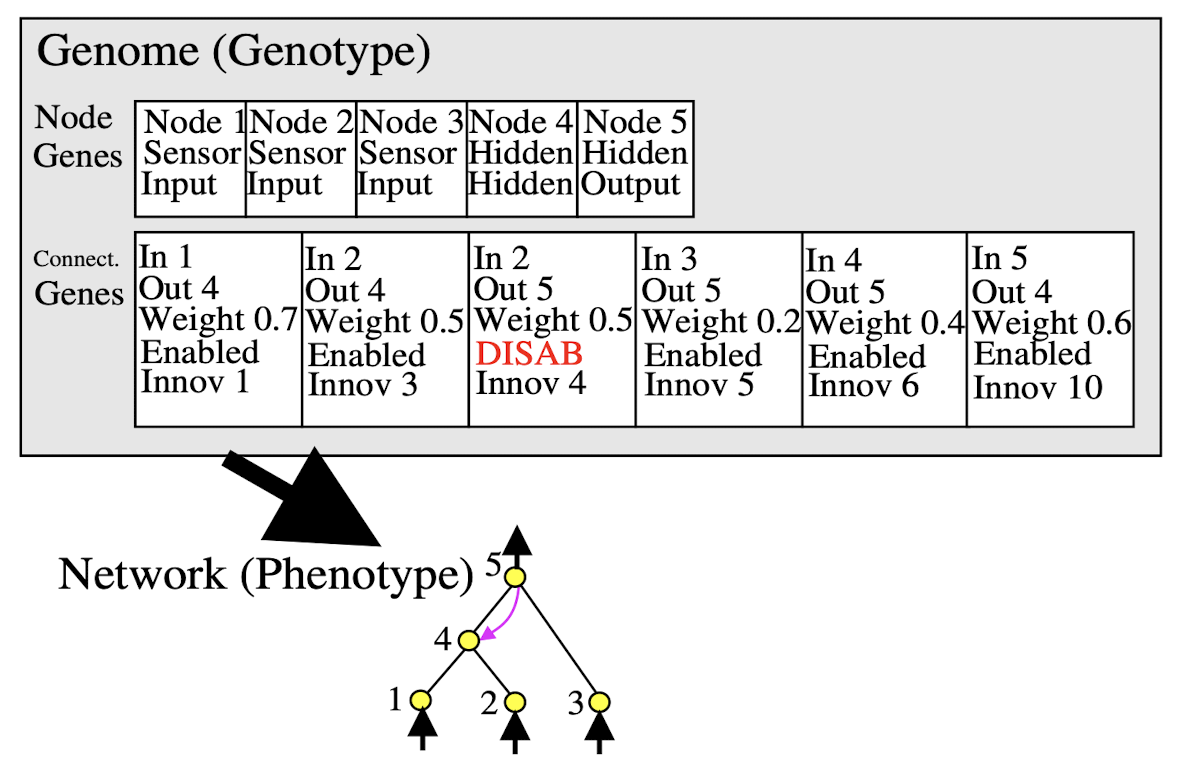 Genome (Genotype)
Node Genes
Node 1 Sensor Input
Node 2 Sensor Input
Node 3 Sensor Input
Node 4 Hidden Hidden
Node 5 Hidden Output
Connect. Genes
In 1
Out 4
Weight 0.7
Enabled
Innov 1
In 2
Out 4
Weight 0.5
Enabled
Innov 3
In 2
Out 5
Weight 0.5
DISAB
Innov 4
In 3
Out 5
Weight 0.2
Enabled
Innov 5
In 4
Out 5
Weight 0.4
Enabled
Innov 6
In 5
Out 4
Weight 0.6
Enabled
Innov 10
Network (Phenotype)
5
4
1
2
3